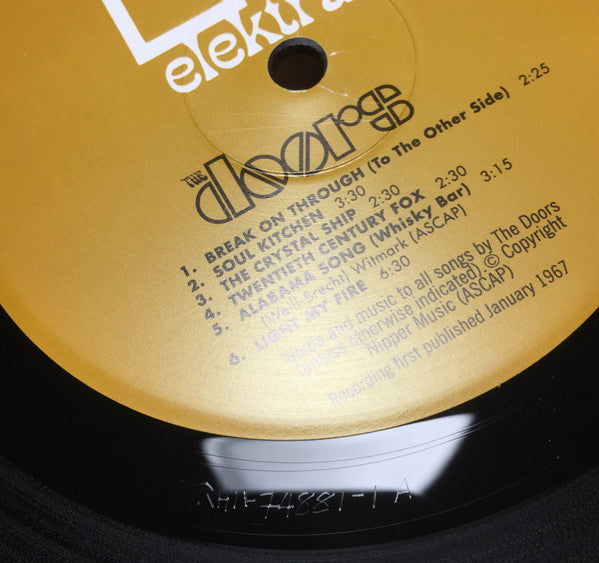 elektra
THE doors
1. BREAK ON THROUGH (To The Other Side) 2:25
2. SOUL KITCHEN 3:30
3. THE CRYSTAL SHIP 2:30
4. TWENTIETH CENTURY FOX 2:30
5. ALABAMA SONG (Whisky Bar) 3:15
(Weill-Brecht) Witmark (ASCAP)
6. LIGHT MY FIRE 6:30
Words and music to all songs by The Doors
(unless otherwise indicated) © Copyright
Nipper Music (ASCAP)
Recording first published January 1967
74881-1 A